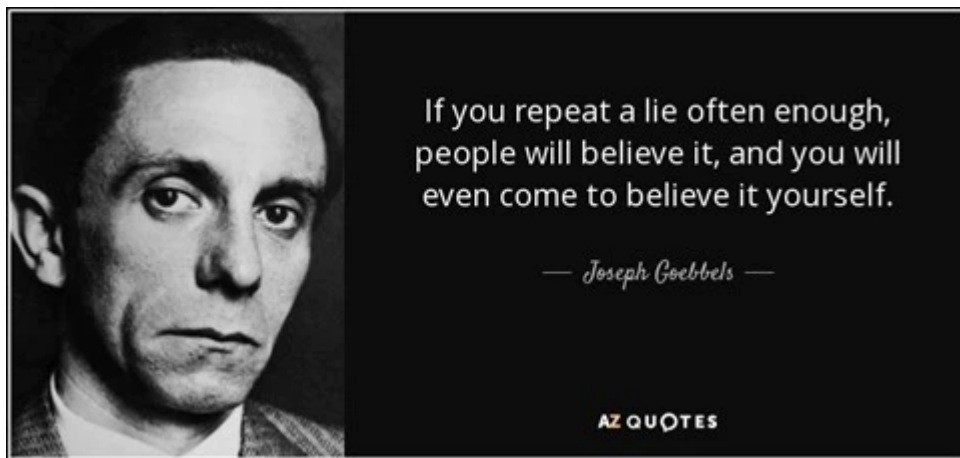 If you repeat a lie often enough,
people will believe it, and you will
even come to believe it yourself.
— Joseph Goebbels —
AZ QUOTES